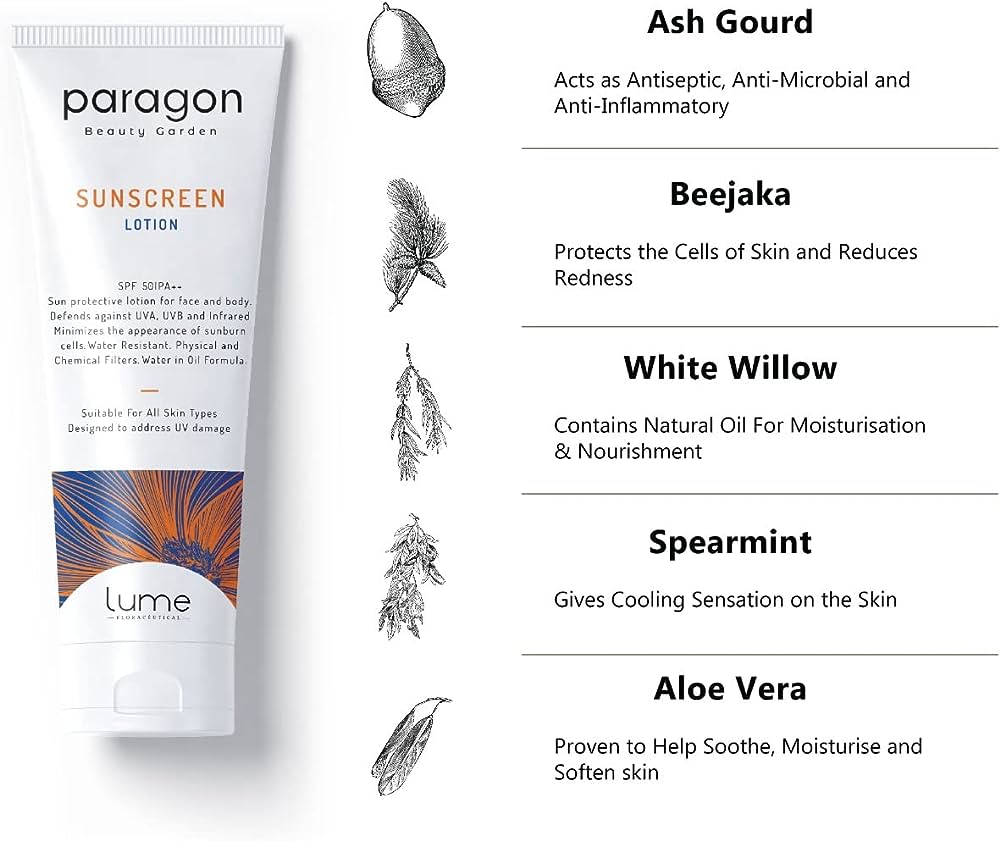 paragon
Beauty Garden
SUNSCREEN
LOTION
SPF 50IPA++
Sun protective lotion for face and body.
Defends against UVA, UVB and Infrared
Minimizes the appearance of sunburn
cells. Water Resistant. Physical and
Chemical Filters. Water in Oil Formula.
Suitable For All Skin Types
Designed to address UV damage
lume
FLORACEUTICAL
Ash Gourd
Acts as Antiseptic, Anti-Microbial and
Anti-Inflammatory
Beejaka
Protects the Cells of Skin and Reduces
Redness
White Willow
Contains Natural Oil For Moisturisation
& Nourishment
Spearmint
Gives Cooling Sensation on the Skin
Aloe Vera
Proven to Help Soothe, Moisturise and
Soften skin